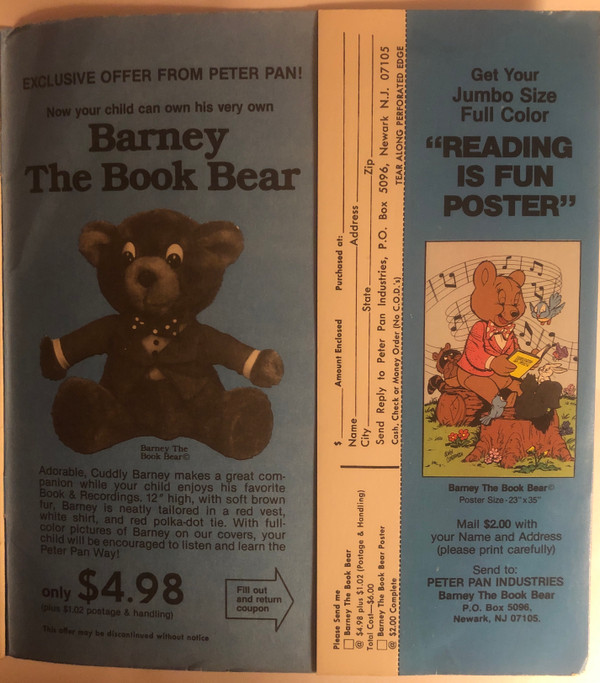 EXCLUSIVE OFFER FROM PETER PAN!
Now your child can own his very own
Barney
The Book Bear
Barney The
Book Bear©
Adorable, Cuddly Barney makes a great com-
panion while your child enjoys his favorite
Book & Recordings. 12" high, with soft brown
fur, Barney is neatly tailored in a red vest,
white shirt, and red polka-dot tie. With full-
color pictures of Barney on our covers, your
child will be encouraged to listen and learn the
Peter Pan Way!
only $4.98
(plus $1.02 postage & handling)
Fill out
and return
coupon
This offer may be discontinued without notice
$ Amount Enclosed Purchased at:
Name Address
City State Zip
Send Reply to Peter Pan Industries, P.O. Box 5096, Newark N.J. 07105
Cash, Check or Money Order (No C.O.D.'s)
TEAR ALONG PERFORATED EDGE
Please Send me
Barney The Book Bear
@ $4.98 plus $1.02 (Postage & Handling)
Total Cost—$6.00
Barney The Book Bear Poster
@ $2.00 Complete
Get Your
Jumbo Size
Full Color
"READING
IS FUN
POSTER"
Barney The Book Bear©
Poster Size-23" x 35"
Mail $2.00 with
your Name and Address
(please print carefully)
Send to:
PETER PAN INDUSTRIES
Barney The Book Bear
P.O. Box 5096,
Newark, NJ 07105.